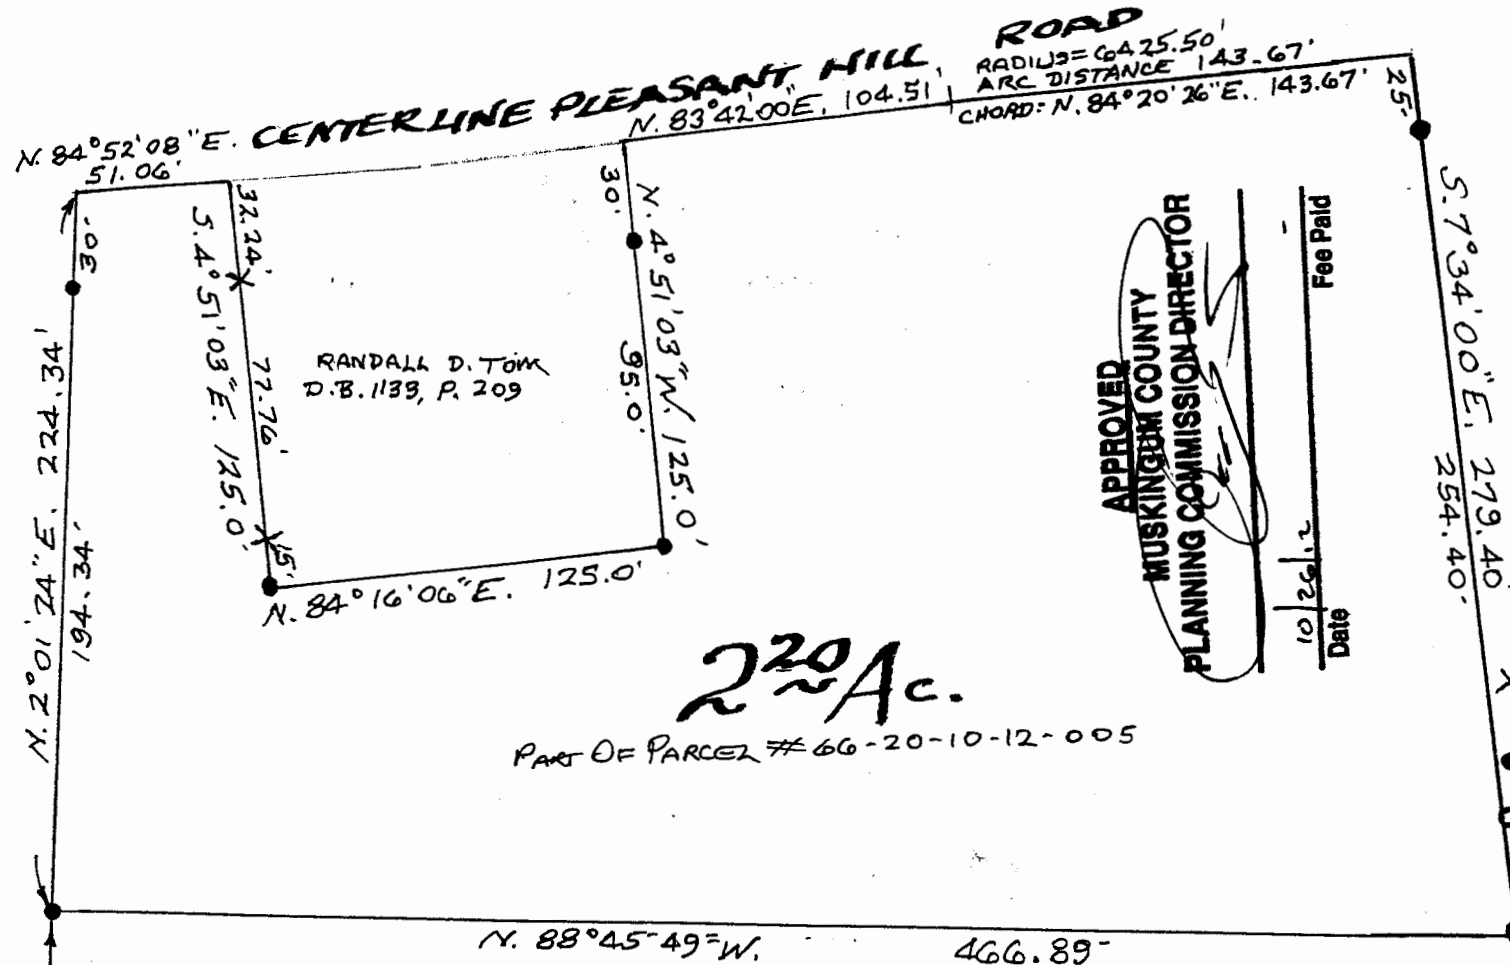 ROAD
CENTERLINE PLEASANT HILL
RADIUS = 6425.50'
ARC DISTANCE 143.67'
CHORD: N. 84°20'26"E. 143.67'
N. 83°42'00"E. 104.51'
N. 84°52'08"E.
51.06'
30'
N. 2°01'24"E. 224.34'
194.34'
32.24'
S. 4°51'03"E. 125.0'
77.76'
15'
RANDALL D. TOM
D.B. 1133, P. 209
30'
N. 4°51'03"W. 125.0'
95.0'
N. 84°16'06"E. 125.0'
25'
S. 7°34'00"E. 279.40'
254.40'
APPROVED
MUSKINGUM COUNTY
PLANNING COMMISSION DIRECTOR
10/26/12
Date
Fee Paid
2 20 Ac.
PART OF PARCEL # 66-20-10-12-005
N. 88°45'49"W. 466.89'